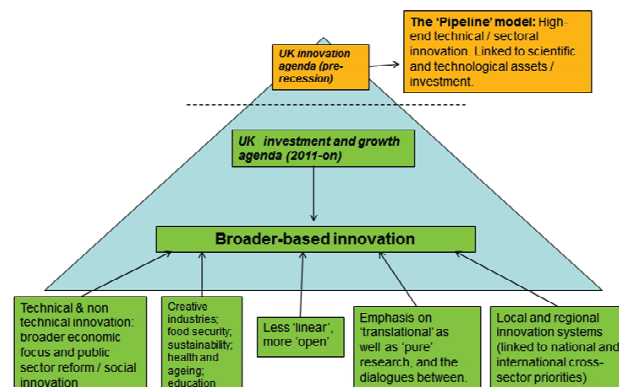 UK innovation
agenda (pre-
recession)
The ‘Pipeline’ model: High-
end technical / sectoral
innovation. Linked to scientific
and technological assets /
investment.
UK investment and growth
agenda (2011-on)
Broader-based innovation
Technical & non
technical innovation:
broader economic
focus and public
sector reform / social
innovation
Creative
industries;
food security;
sustainability;
health and
ageing;
education
Less ‘linear’,
more ‘open’
Emphasis on
‘translational’ as
well as ‘pure’
research, and the
dialogues between.
Local and regional
innovation systems
(linked to national and
international cross-
sector priorities)